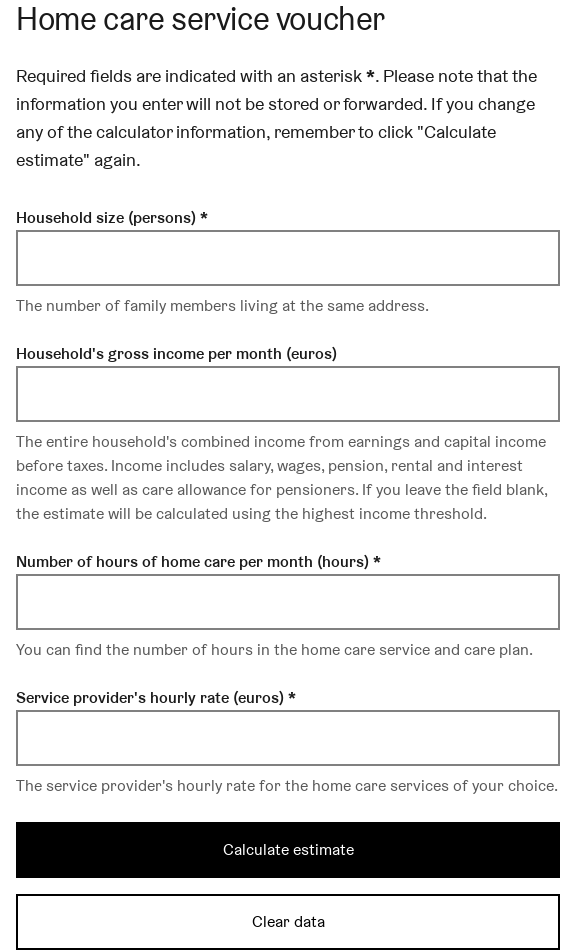 Home care service voucher
Required fields are indicated with an asterisk *. Please note that the
information you enter will not be stored or forwarded. If you change
any of the calculator information, remember to click "Calculate
estimate" again.
Household size (persons) *
The number of family members living at the same address.
Household's gross income per month (euros)
The entire household's combined income from earnings and capital income
before taxes. Income includes salary, wages, pension, rental and interest
income as well as care allowance for pensioners. If you leave the field blank,
the estimate will be calculated using the highest income threshold.
Number of hours of home care per month (hours) *
You can find the number of hours in the home care service and care plan.
Service provider's hourly rate (euros) *
The service provider's hourly rate for the home care services of your choice.
Calculate estimate
Clear data